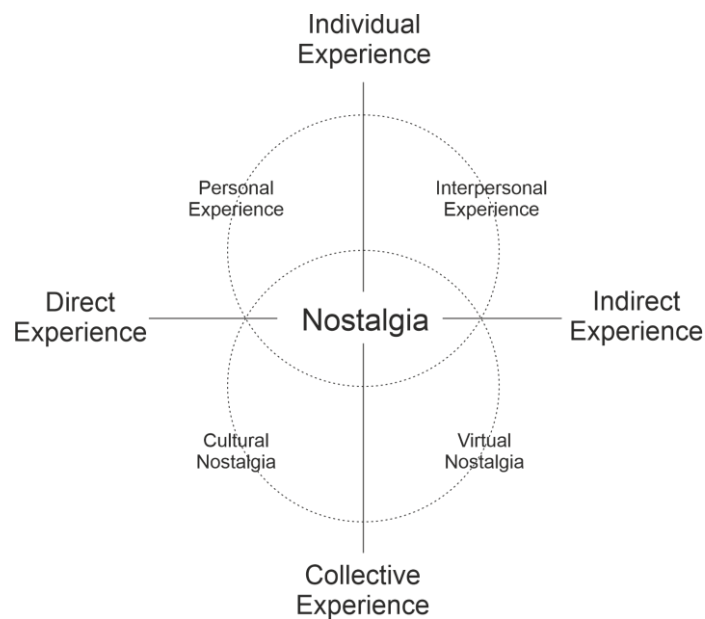 Individual
Experience
Personal
Experience
Interpersonal
Experience
Direct
Experience
Nostalgia
Indirect
Experience
Cultural
Nostalgia
Virtual
Nostalgia
Collective
Experience